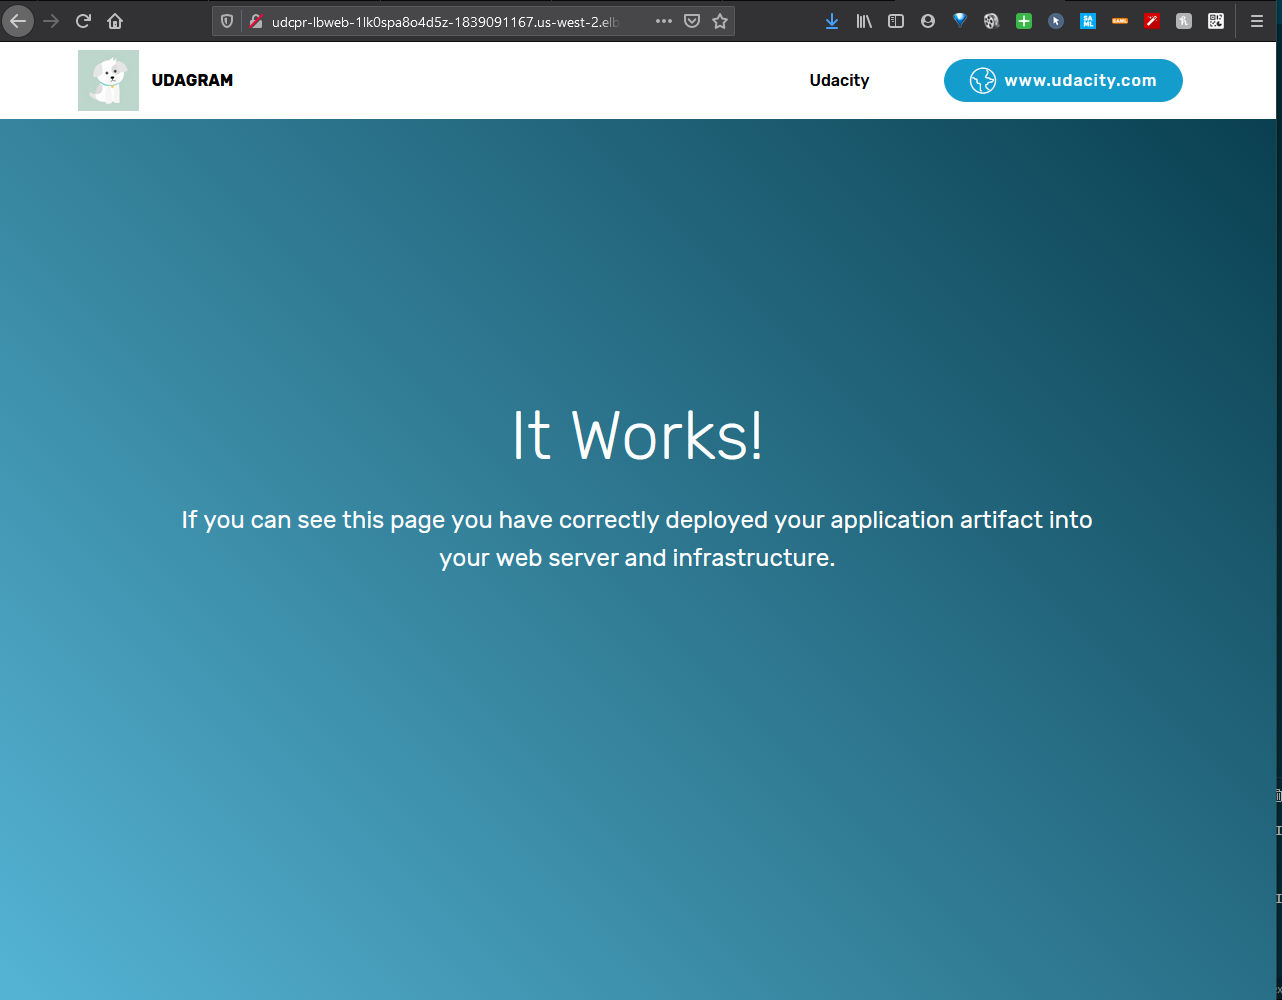 udcpr-lbweb-1lk0spa8o4d5z-1839091167.us-west-2.elb
UDAGRAM
Udacity
www.udacity.com
It Works!
If you can see this page you have correctly deployed your application artifact into
your web server and infrastructure.